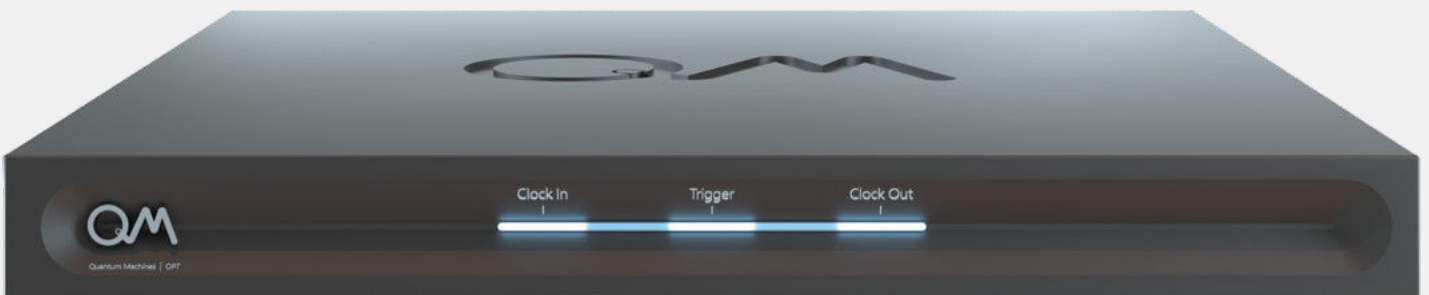 QM
Clock In
Trigger
Clock Out
QM
Quantum Machines | OPT